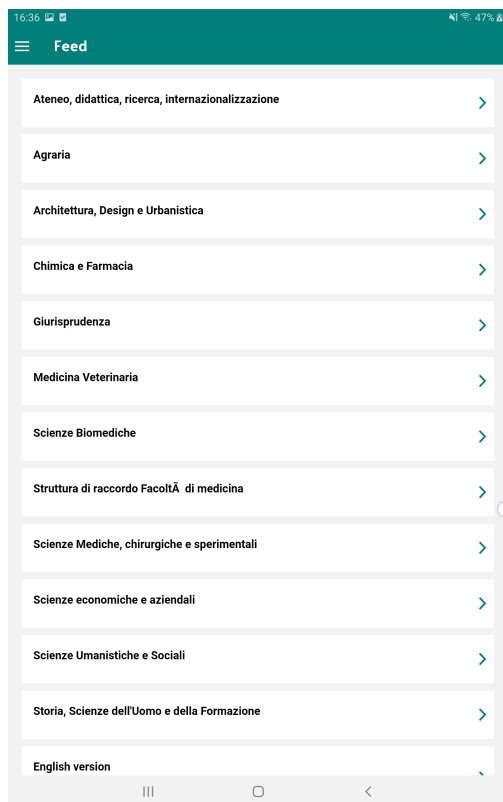 16:36 47%
Feed
Ateneo, didattica, ricerca, internazionalizzazione
Agraria
Architettura, Design e Urbanistica
Chimica e Farmacia
Giurisprudenza
Medicina Veterinaria
Scienze Biomediche
Struttura di raccordo FacoltÃ  di medicina
Scienze Mediche, chirurgiche e sperimentali
Scienze economiche e aziendali
Scienze Umanistiche e Sociali
Storia, Scienze dell'Uomo e della Formazione
English version